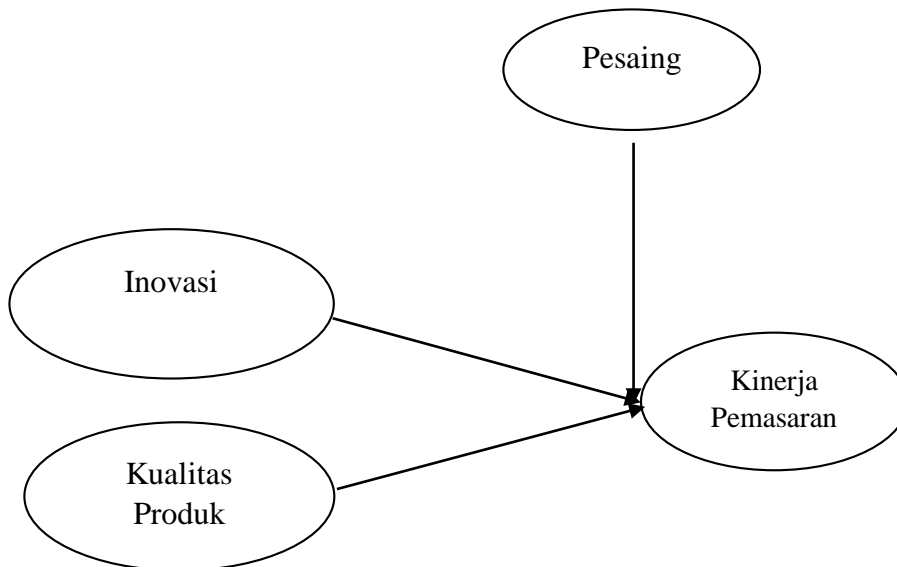 Pesaing
Inovasi
Kinerja
Pemasaran
Kualitas
Produk